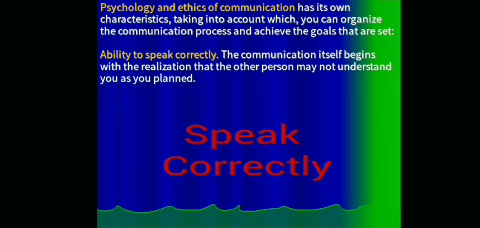 Psychology and ethics of communication has its own
characteristics, taking into account which, you can organize
the communication process and achieve the goals that are set:
Ability to speak correctly. The communication itself begins
with the realization that the other person may not understand
you as you planned.
Speak
Correctly